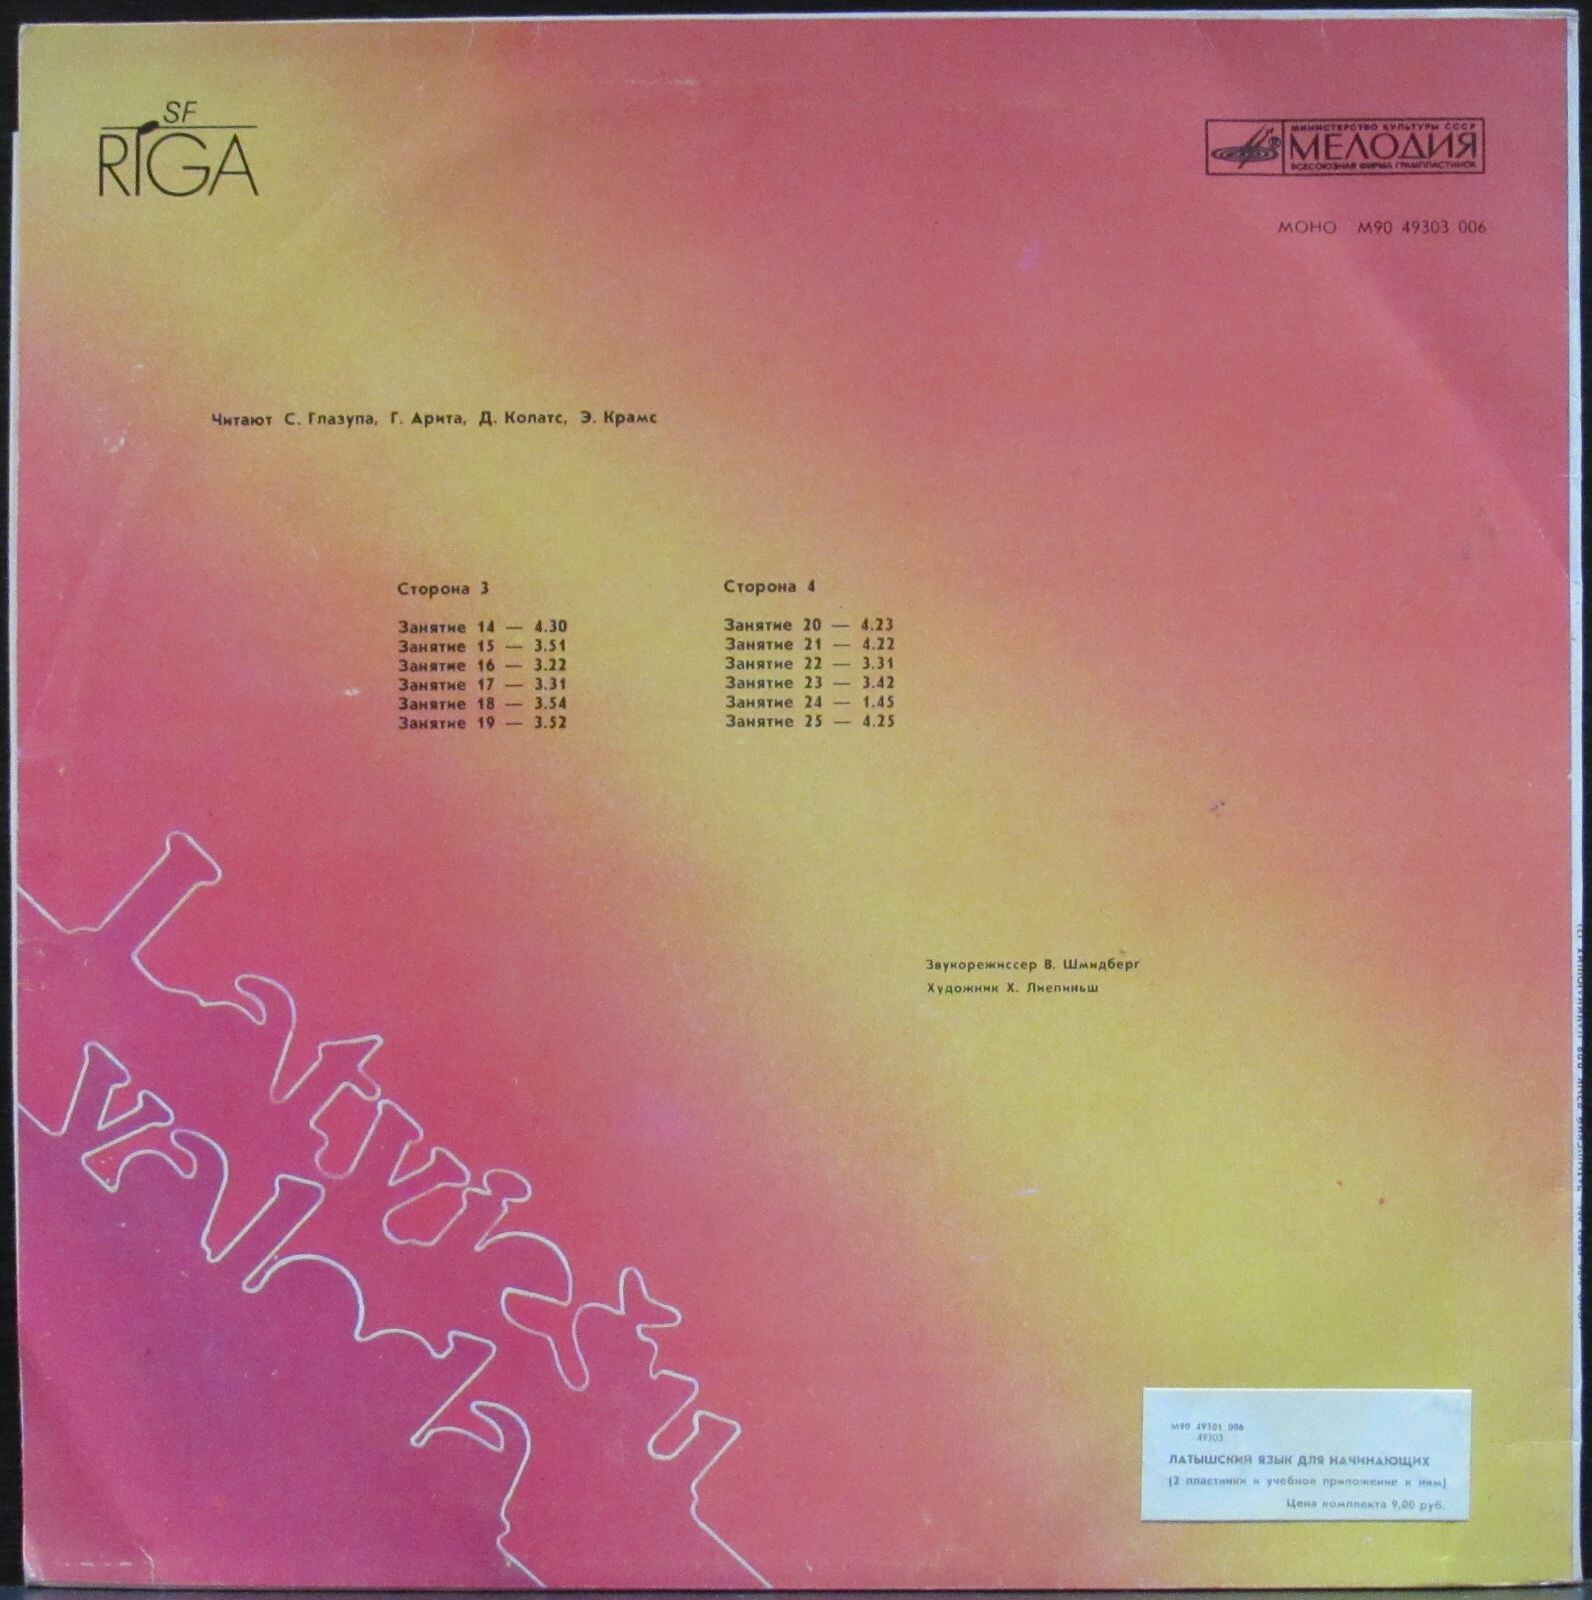 SF
RIGA
МИНИСТЕРСТВО КУЛЬТУРЫ СССР
МЕЛОДИЯ
ВСЕСОЮЗНАЯ ФИРМА ГРАМПЛАСТИНОК
МОНО М90 49303 006
Читают С. Глазупа, Г. Арита, Д. Колатс, Э. Крамс
Сторона 3
Занятие 14 — 4.30
Занятие 15 — 3.51
Занятие 16 — 3.22
Занятие 17 — 3.31
Занятие 18 — 3.54
Занятие 19 — 3.52
Сторона 4
Занятие 20 — 4.23
Занятие 21 — 4.22
Занятие 22 — 3.31
Занятие 23 — 3.42
Занятие 24 — 1.45
Занятие 25 — 4.25
Звукорежиссер В. Шмидберг
Художник Х. Лиепиньш
Latviešu
valoda
М90 49301 006
49303
ЛАТЫШСКИЙ ЯЗЫК ДЛЯ НАЧИНАЮЩИХ
(2 пластинки и учебное приложение к ним)
Цена комплекта 9,00 руб.